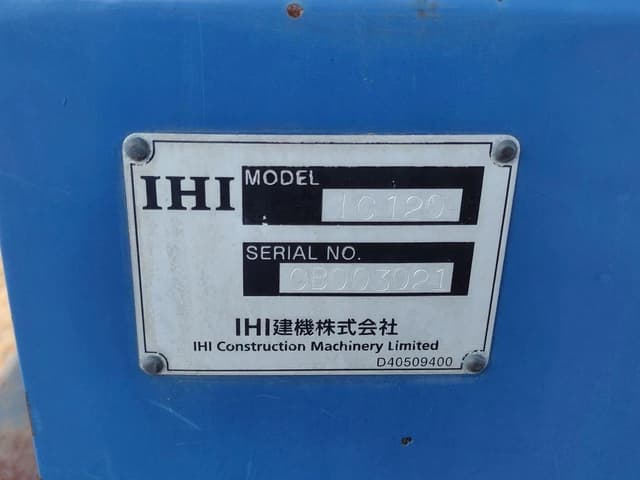 IHI
MODEL
IC120
SERIAL NO.
CB003021
IHI建機株式会社
IHI Construction Machinery Limited
D40509400